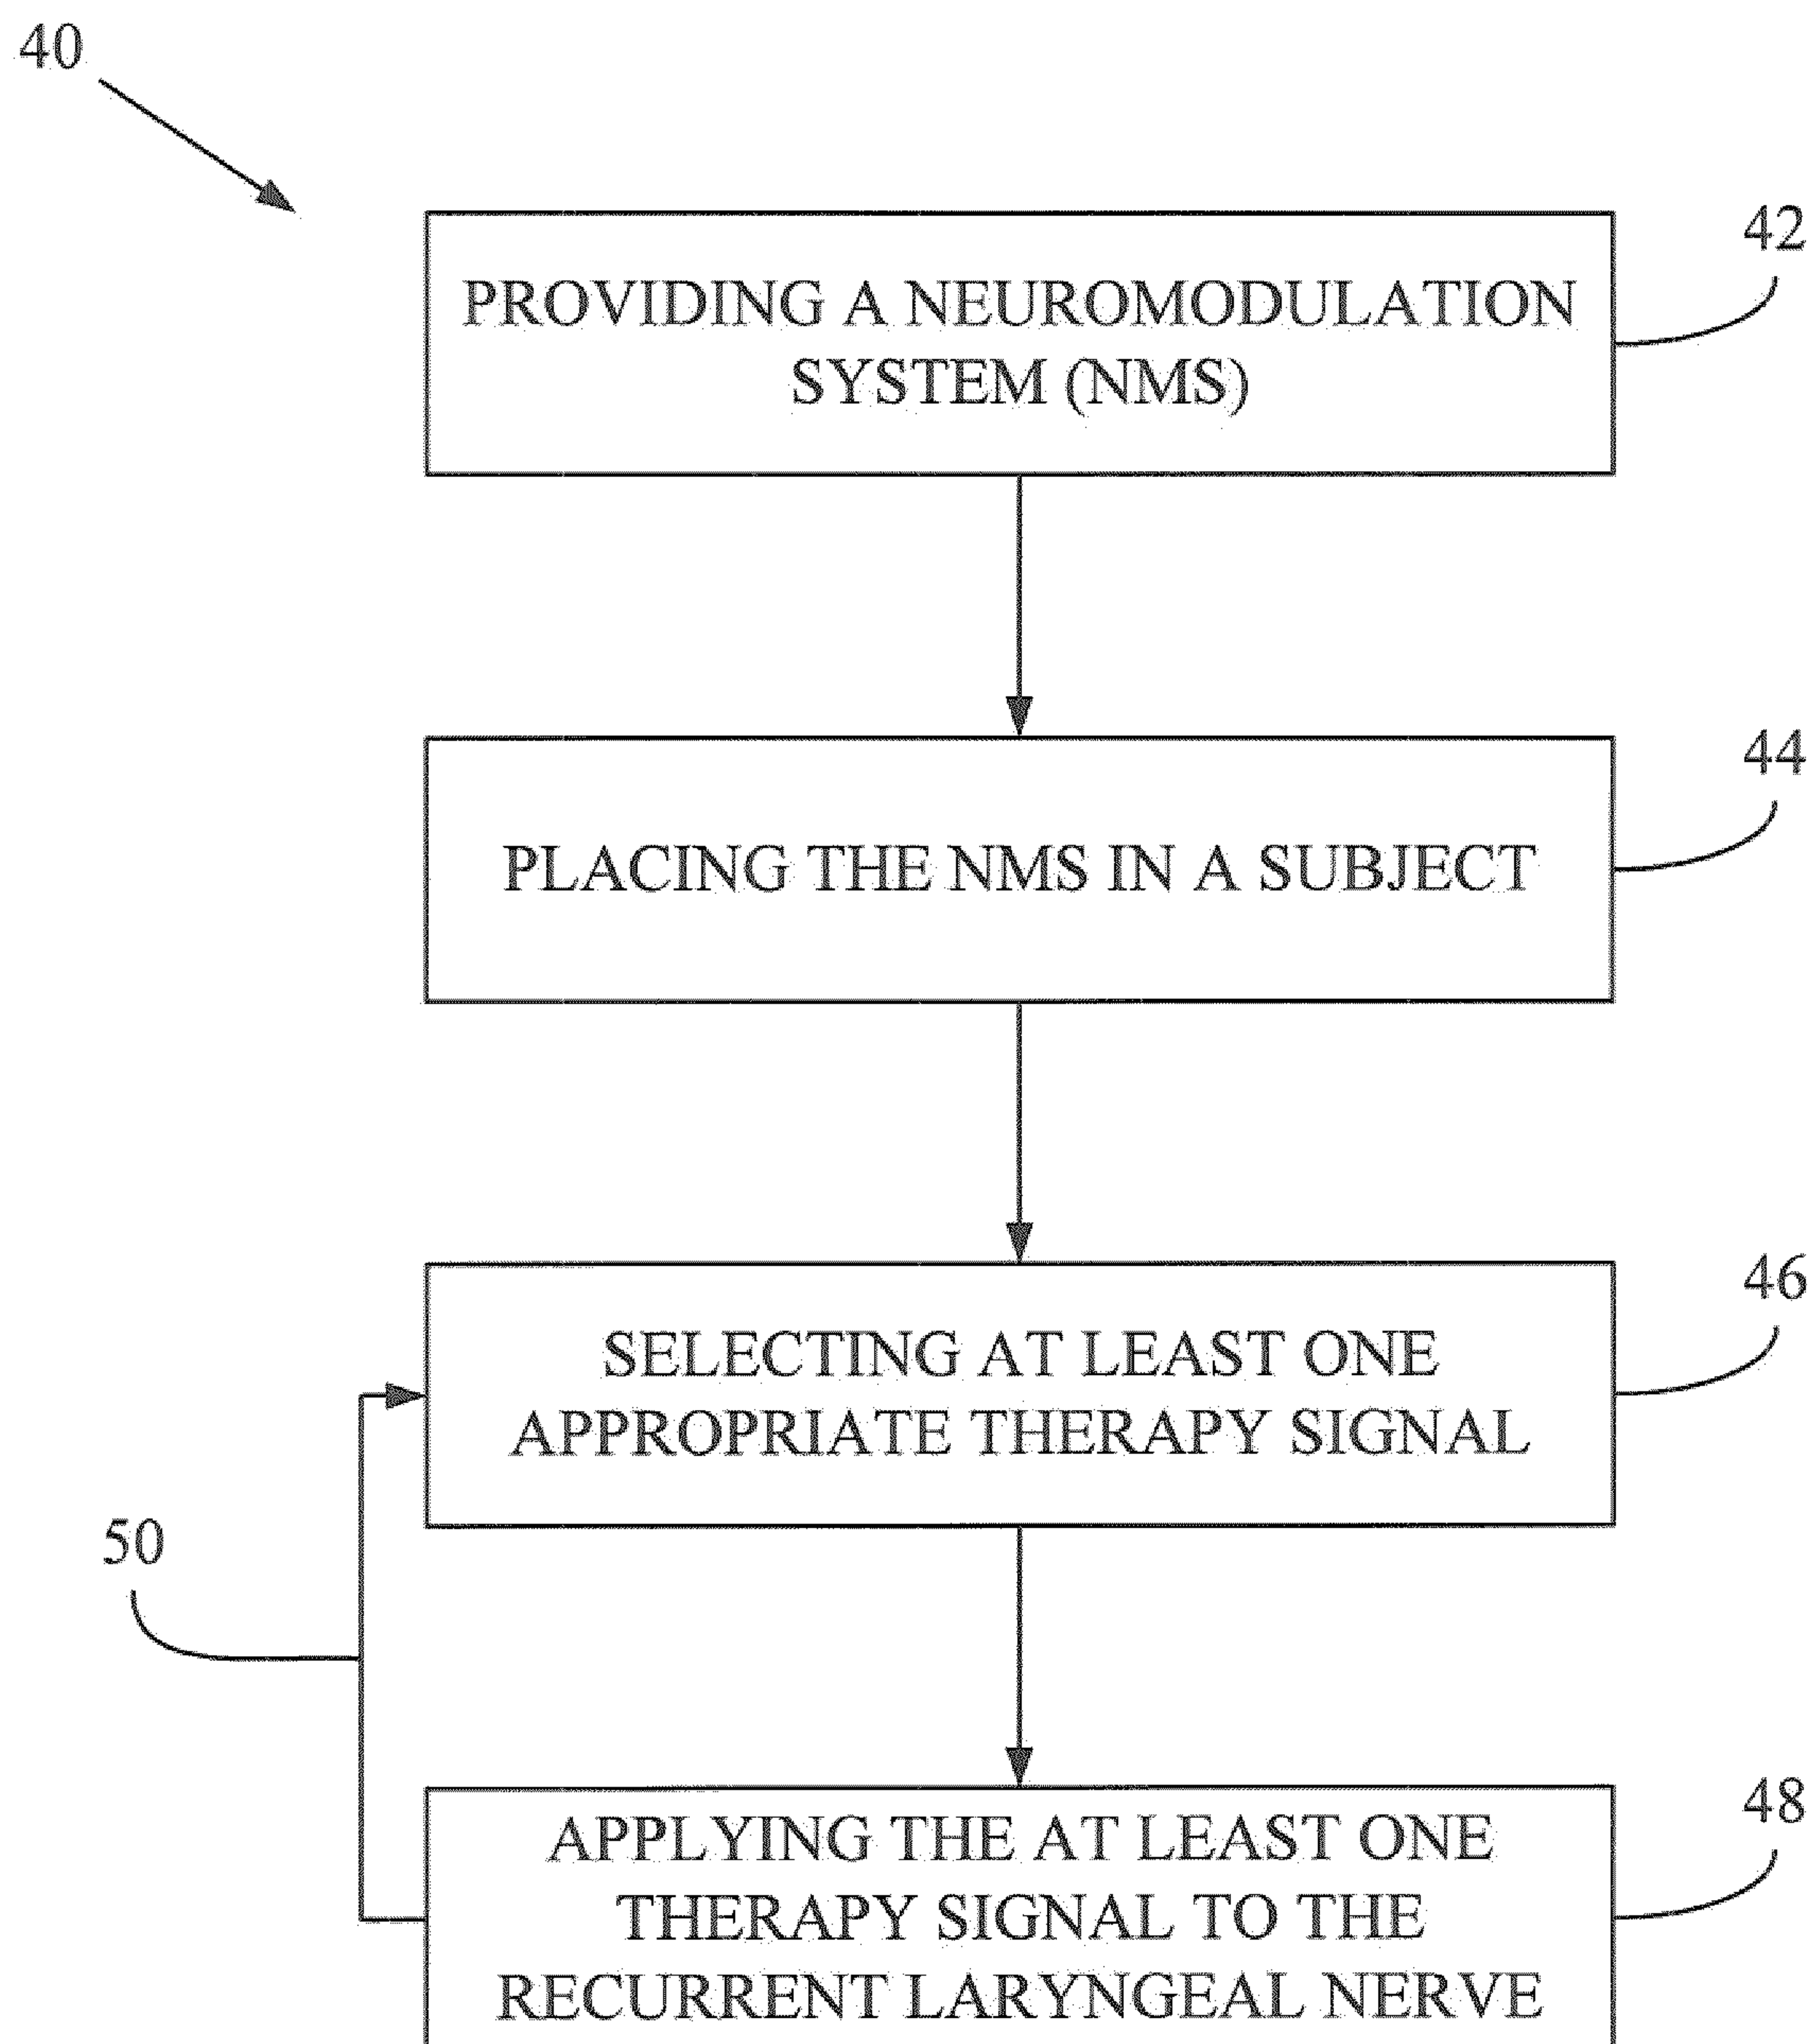 40
42
PROVIDING A NEUROMODULATION
SYSTEM (NMS)
44
PLACING THE NMS IN A SUBJECT
46
SELECTING AT LEAST ONE
APPROPRIATE THERAPY SIGNAL
50
48
APPLYING THE AT LEAST ONE
THERAPY SIGNAL TO THE
RECURRENT LARYNGEAL NERVE